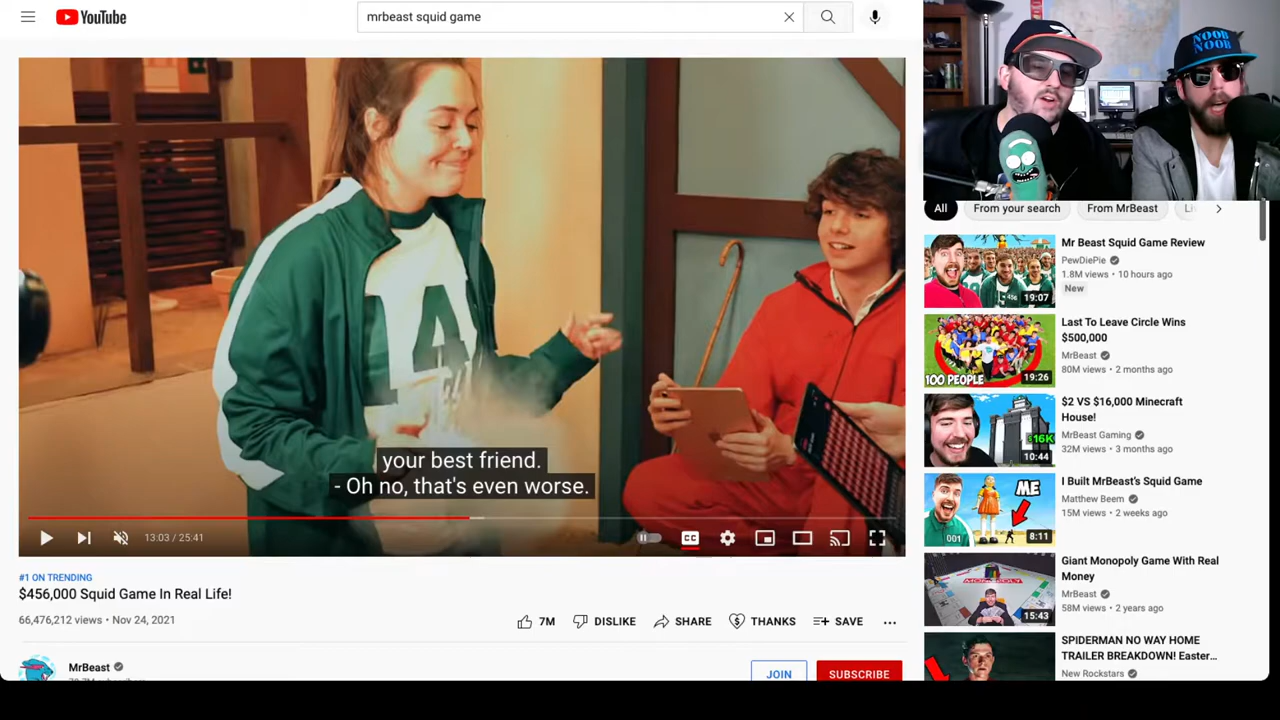 YouTube
mrbeast squid game
NOOB
NOOB
your best friend.
- Oh no, that's even worse.
13:03 / 25:41
CC
#1 ON TRENDING
$456,000 Squid Game In Real Life!
66,476,212 views • Nov 24, 2021
7M
DISLIKE
SHARE
THANKS
SAVE
MrBeast
JOIN
SUBSCRIBE
All
From your search
From MrBeast
456
19:07
Mr Beast Squid Game Review
PewDiePie
1.8M views • 10 hours ago
New
100 PEOPLE
19:26
Last To Leave Circle Wins
$500,000
MrBeast
80M views • 2 months ago
$16K
10:44
$2 VS $16,000 Minecraft
House!
MrBeast Gaming
32M views • 3 months ago
ME
001
8:11
I Built MrBeast's Squid Game
Matthew Beem
15M views • 2 weeks ago
15:43
Giant Monopoly Game With Real
Money
MrBeast
58M views • 2 years ago
SPIDERMAN NO WAY HOME
TRAILER BREAKDOWN! Easter...
New Rockstars